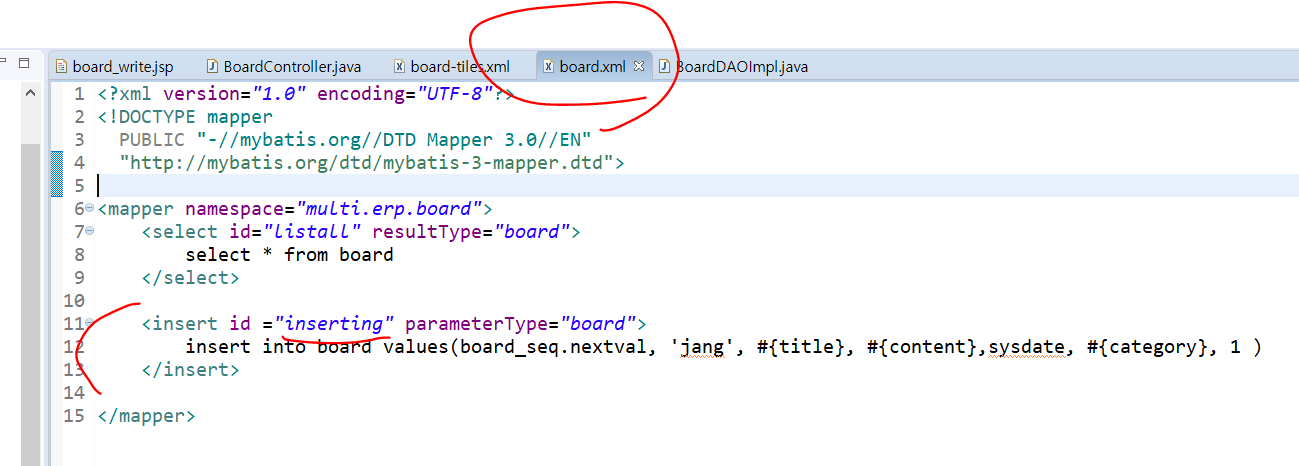 board_write.jsp BoardController.java board-tiles.xml board.xml BoardDAOImpl.java
1 <?xml version="1.0" encoding="UTF-8"?>
2 <!DOCTYPE mapper
3 PUBLIC "-//mybatis.org//DTD Mapper 3.0//EN"
4 "http://mybatis.org/dtd/mybatis-3-mapper.dtd">
5
6 <mapper namespace="multi.erp.board">
7 <select id="listall" resultType="board">
8 select * from board
9 </select>
10
11 <insert id ="inserting" parameterType="board">
12 insert into board values(board_seq.nextval, 'jang', #{title}, #{content},sysdate, #{category}, 1 )
13 </insert>
14
15 </mapper>